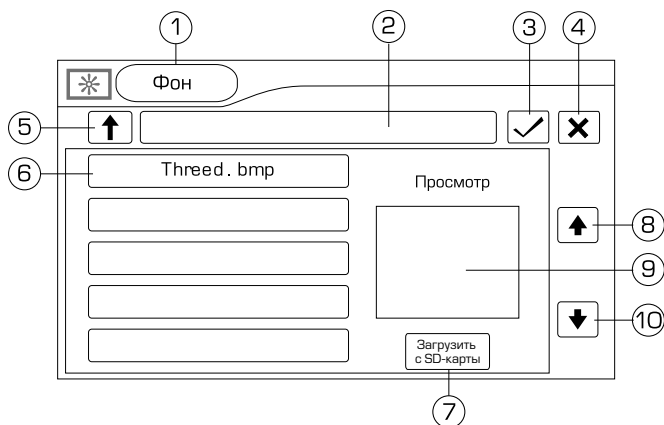 1
2
3
4
Фон
5
6
Threed. bmp
Просмотр
8
9
10
Загрузить
с SD-карты
7